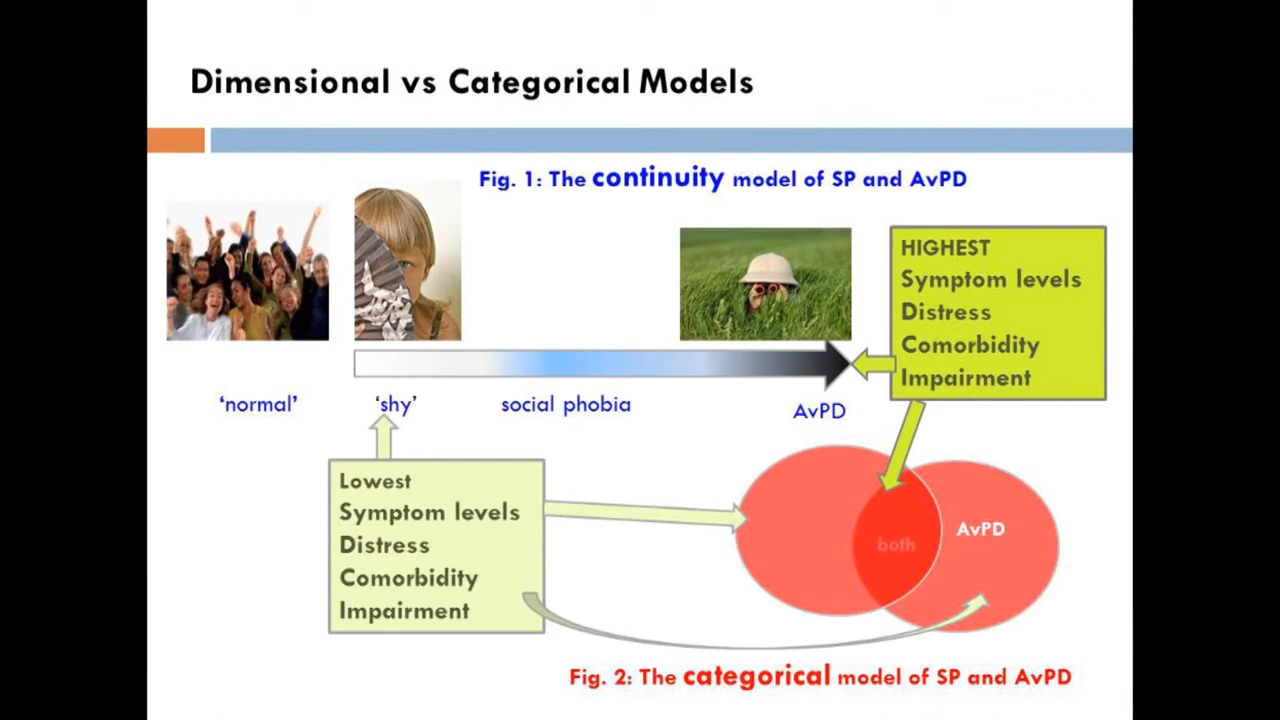 Dimensional vs Categorical Models
Fig. 1: The continuity model of SP and AvPD
HIGHEST
Symptom levels
Distress
Comorbidity
Impairment
‘normal’
‘shy’
social phobia
AvPD
Lowest
Symptom levels
Distress
Comorbidity
Impairment
both
AvPD
Fig. 2: The categorical model of SP and AvPD